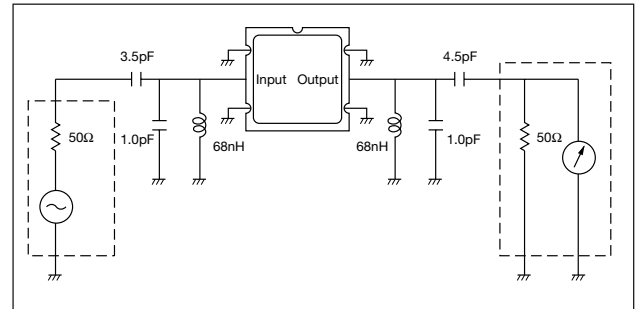 3.5pF
4.5pF
Input Output
50Ω
1.0pF
68nH
68nH
1.0pF
50Ω